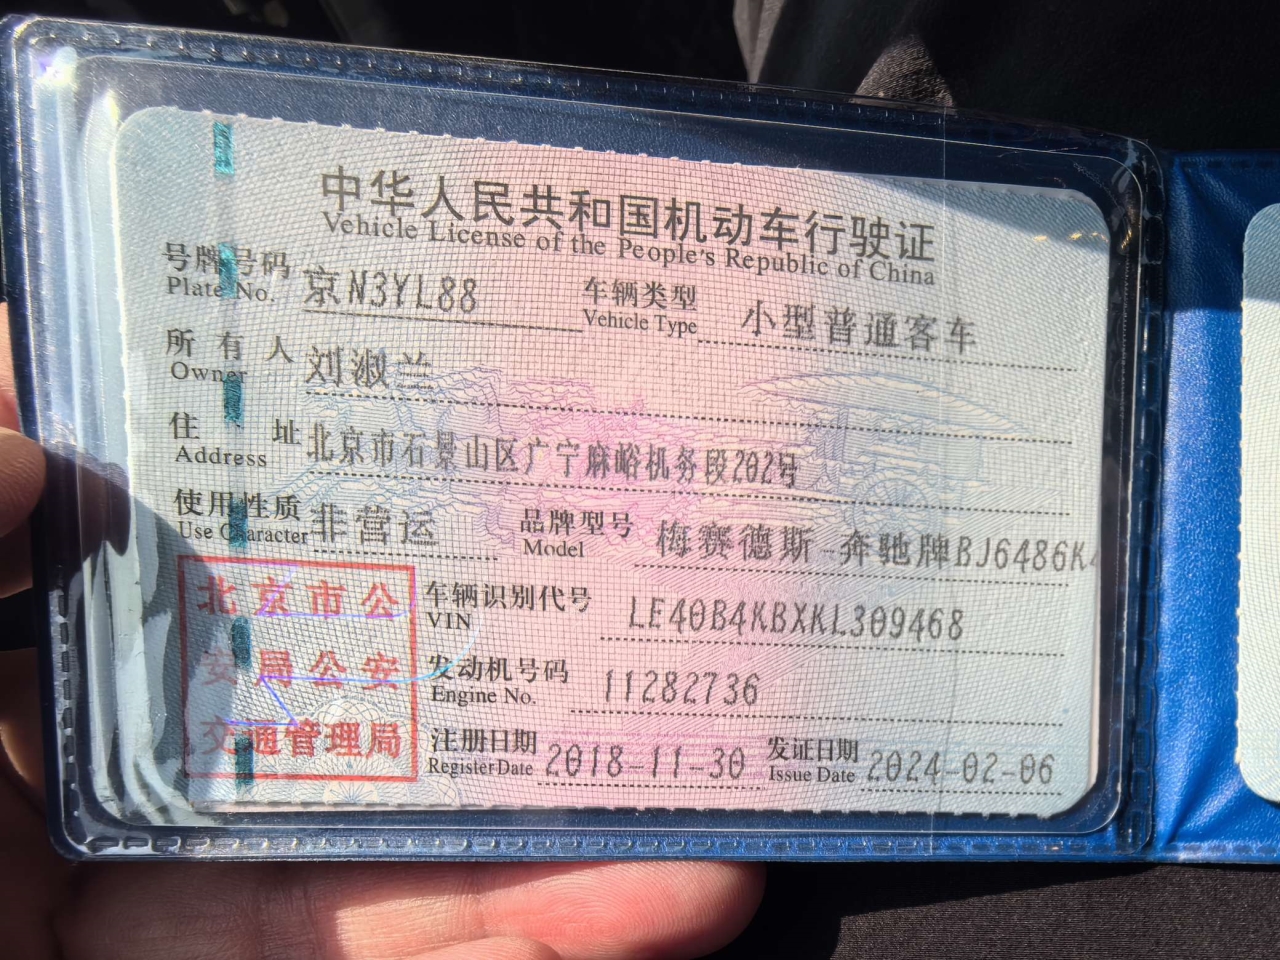 中华人民共和国机动车行驶证
Vehicle License of the People's Republic of China
号牌号码 京N3YL88 车辆类型 小型普通客车
Plate No. Vehicle Type
所有人 刘淑兰
Owner
住址 北京市石景山区广宁麻峪机务段202号
Address
使用性质 非营运 品牌型号 梅赛德斯-奔驰牌BJ6486K
Use Character Model
北京市公
安局公安
交通管理局
车辆识别代号 LE40B4KBXKL309468
VIN
发动机号码 11282736
Engine No.
注册日期 2018-11-30 发证日期 2024-02-06
Register Date Issue Date